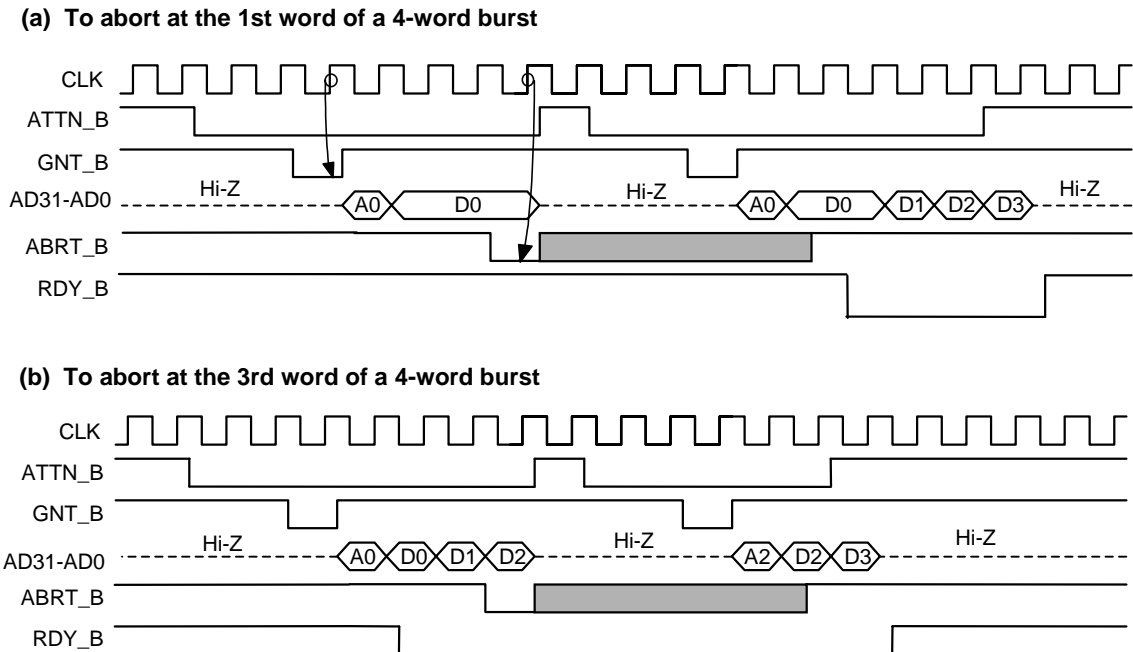 (a) To abort at the 1st word of a 4-word burst
CLK
ATTN_B
GNT_B
AD31-AD0 Hi-Z A0 D0 Hi-Z A0 D0 D1 D2 D3 Hi-Z
ABRT_B
RDY_B
(b) To abort at the 3rd word of a 4-word burst
CLK
ATTN_B
GNT_B
AD31-AD0 Hi-Z A0 D0 D1 D2 Hi-Z A2 D2 D3 Hi-Z
ABRT_B
RDY_B